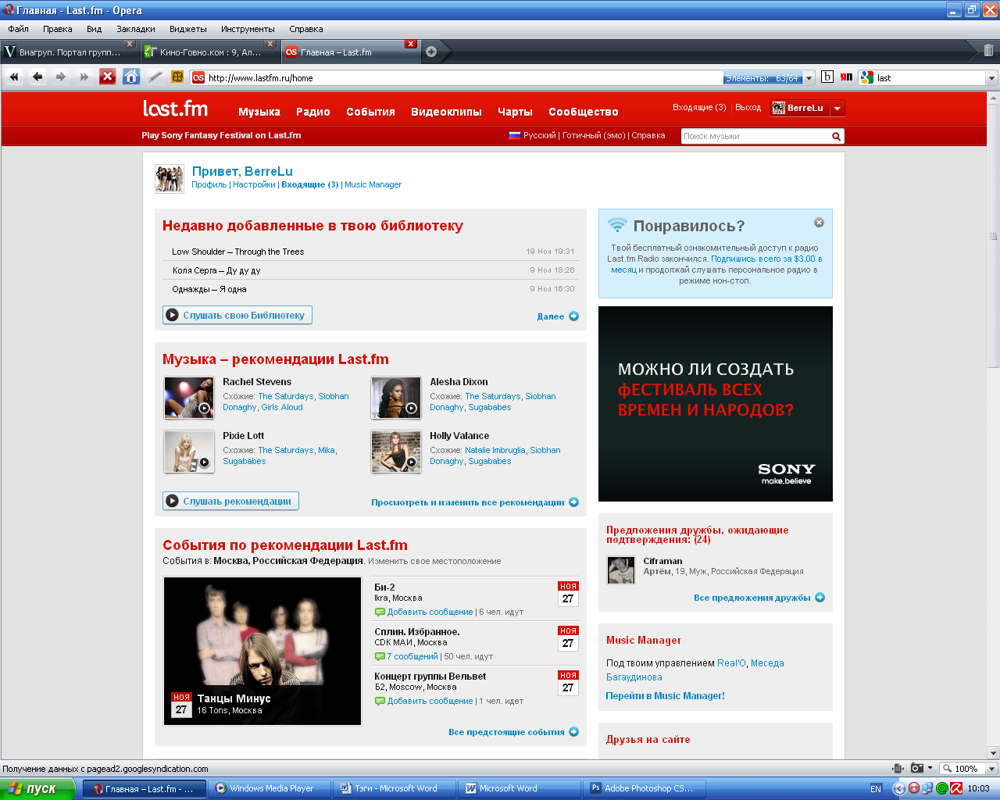 Главная - Last.fm - Opera
Файл Правка Вид Закладки Виджеты Инструменты Справка
Виагруп. Портал групп... Кино-Говно.ком : 9, Ал... Главная – Last.fm
http://www.lastfm.ru/home Элементы: 63/64 last
last.fm Музыка Радио События Видеоклипы Чарты Сообщество Входящие (3) | Выход BerreLu
Play Sony Fantasy Festival on Last.fm Русский | Готичный (эмо) | Справка Поиск музыки
Привет, BerreLu
Профиль | Настройки | Входящие (3) | Music Manager
Недавно добавленные в твою библиотеку
Low Shoulder – Through the Trees 19 Ноя 19:31
Коля Серга – Ду ду ду 9 Ноя 18:26
Однажды – Я одна 9 Ноя 16:30
Слушать свою Библиотеку Далее
Музыка – рекомендации Last.fm
Rachel Stevens
Схожие: The Saturdays, Siobhan
Donaghy, Girls Aloud
Alesha Dixon
Схожие: The Saturdays, Siobhan
Donaghy, Sugababes
Pixie Lott
Схожие: The Saturdays, Mika,
Sugababes
Holly Valance
Схожие: Natalie Imbruglia, Siobhan
Donaghy, Sugababes
Слушать рекомендации Просмотреть и изменить все рекомендации
События по рекомендации Last.fm
События в: Москва, Российская Федерация. Изменить свое местоположение
НОЯ
27
Танцы Минус
16 Tons, Москва
Би-2
Ikra, Москва
Добавить сообщение | 6 чел. идут
НОЯ
27
Сплин. Избранное.
CDK МАИ, Москва
7 сообщений | 50 чел. идут
НОЯ
27
Концерт группы Вельвеt
Б2, Moscow, Москва
Добавить сообщение | 1 чел. идет
НОЯ
27
Все предстоящие события
Понравилось?
Твой бесплатный ознакомительный доступ к радио
Last.fm Radio закончился. Подпишись всего за $3.00 в
месяц и продолжай слушать персональное радио в
режиме нон-стоп.
МОЖНО ЛИ СОЗДАТЬ
фЕСТИВАЛЬ ВСЕХ
ВРЕМЕН И НАРОДОВ?
SONY
make.believe
Предложения дружбы, ожидающие
подтверждения: (24)
Ciframan
Артём, 19, Муж, Российская Федерация
Все предложения дружбы
Music Manager
Под твоим управлением Real'O, Меседа
Багаудинова
Перейти в Music Manager!
Друзья на сайте
Получение данных с pagead2.googlesyndication.com 100%
пуск Главная – Last.fm - ... Windows Media Player Тэги - Microsoft Word Microsoft Word Adobe Photoshop CS... EN 10:03